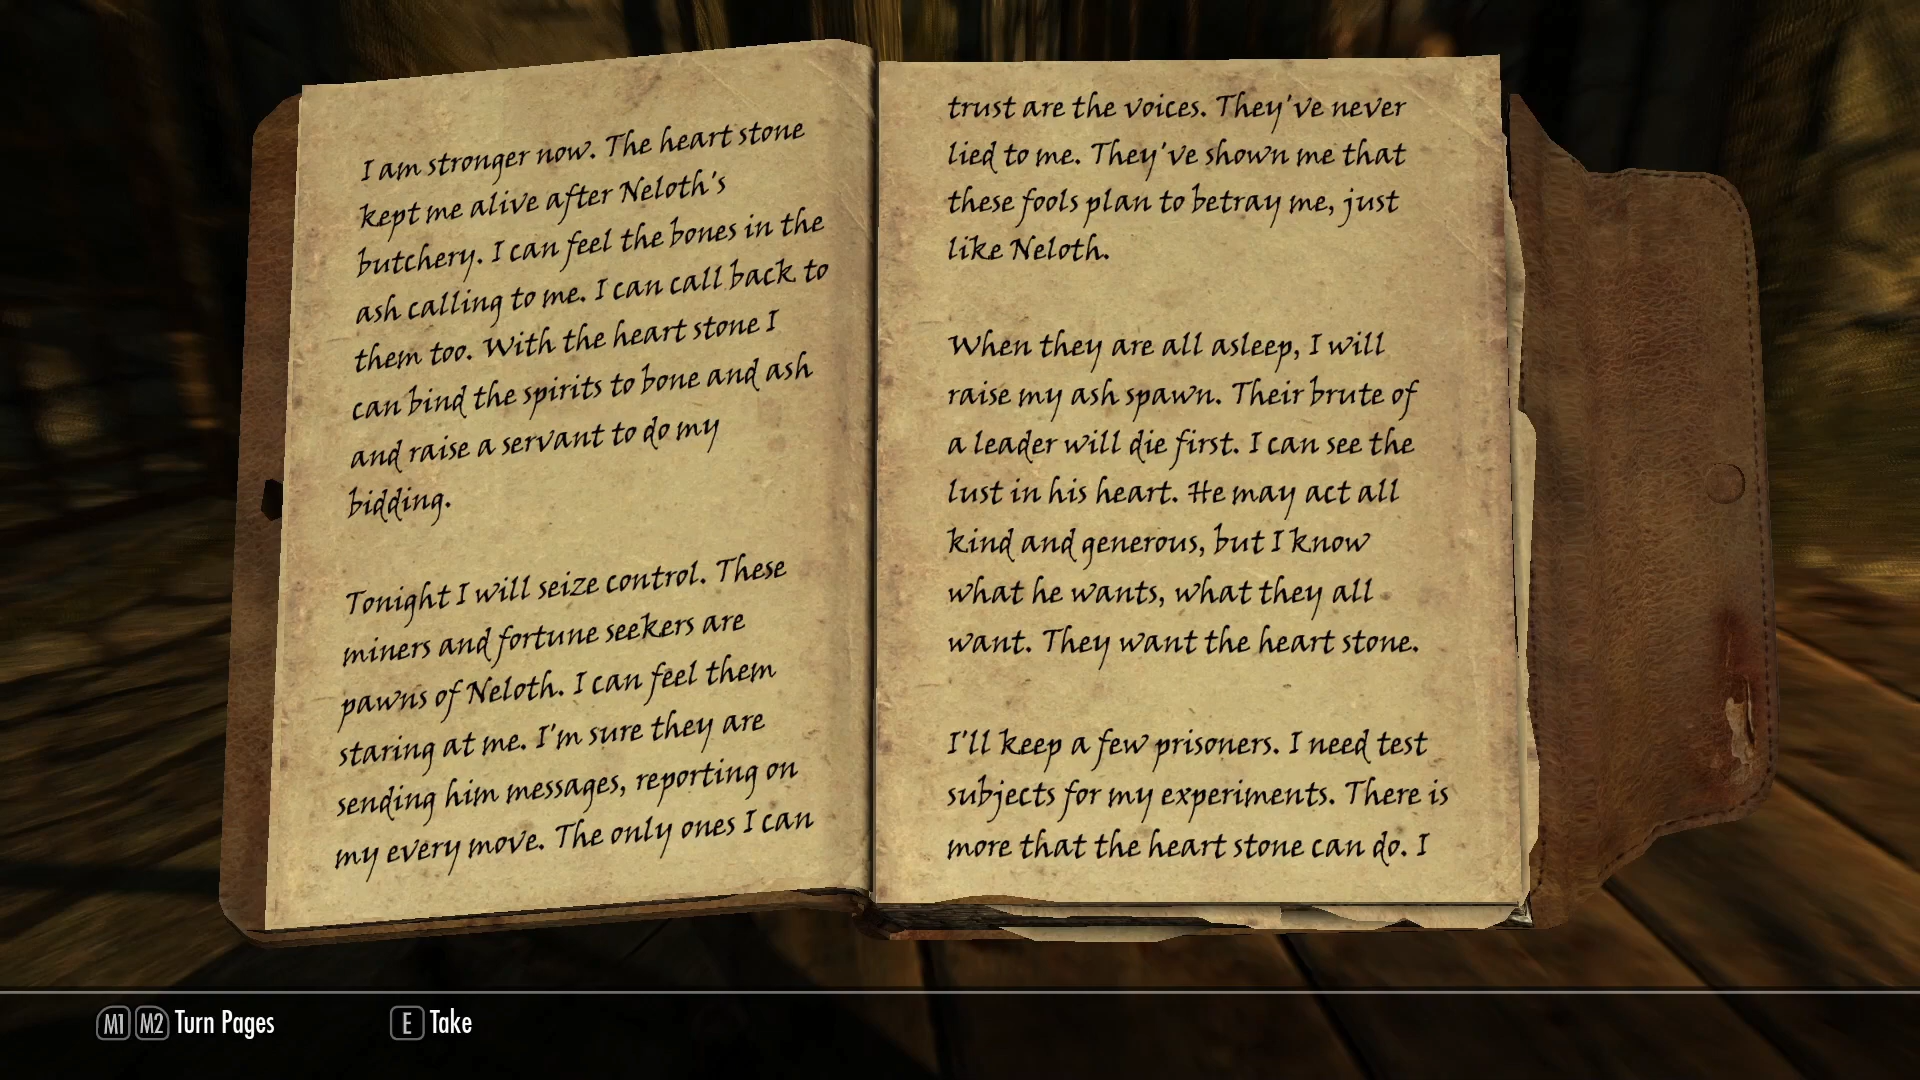 I am stronger now. The heart stone
kept me alive after Neloth's
butchery. I can feel the bones in the
ash calling to me. I can call back to
them too. With the heart stone I
can bind the spirits to bone and ash
and raise a servant to do my
bidding.
Tonight I will seize control. These
miners and fortune seekers are
pawns of Neloth. I can feel them
staring at me. I'm sure they are
sending him messages, reporting on
my every move. The only ones I can
trust are the voices. They've never
lied to me. They've shown me that
these fools plan to betray me, just
like Neloth.
When they are all asleep, I will
raise my ash spawn. Their brute of
a leader will die first. I can see the
lust in his heart. He may act all
kind and generous, but I know
what he wants, what they all
want. They want the heart stone.
I'll keep a few prisoners. I need test
subjects for my experiments. There is
more that the heart stone can do. I
M1 M2 Turn Pages
E Take